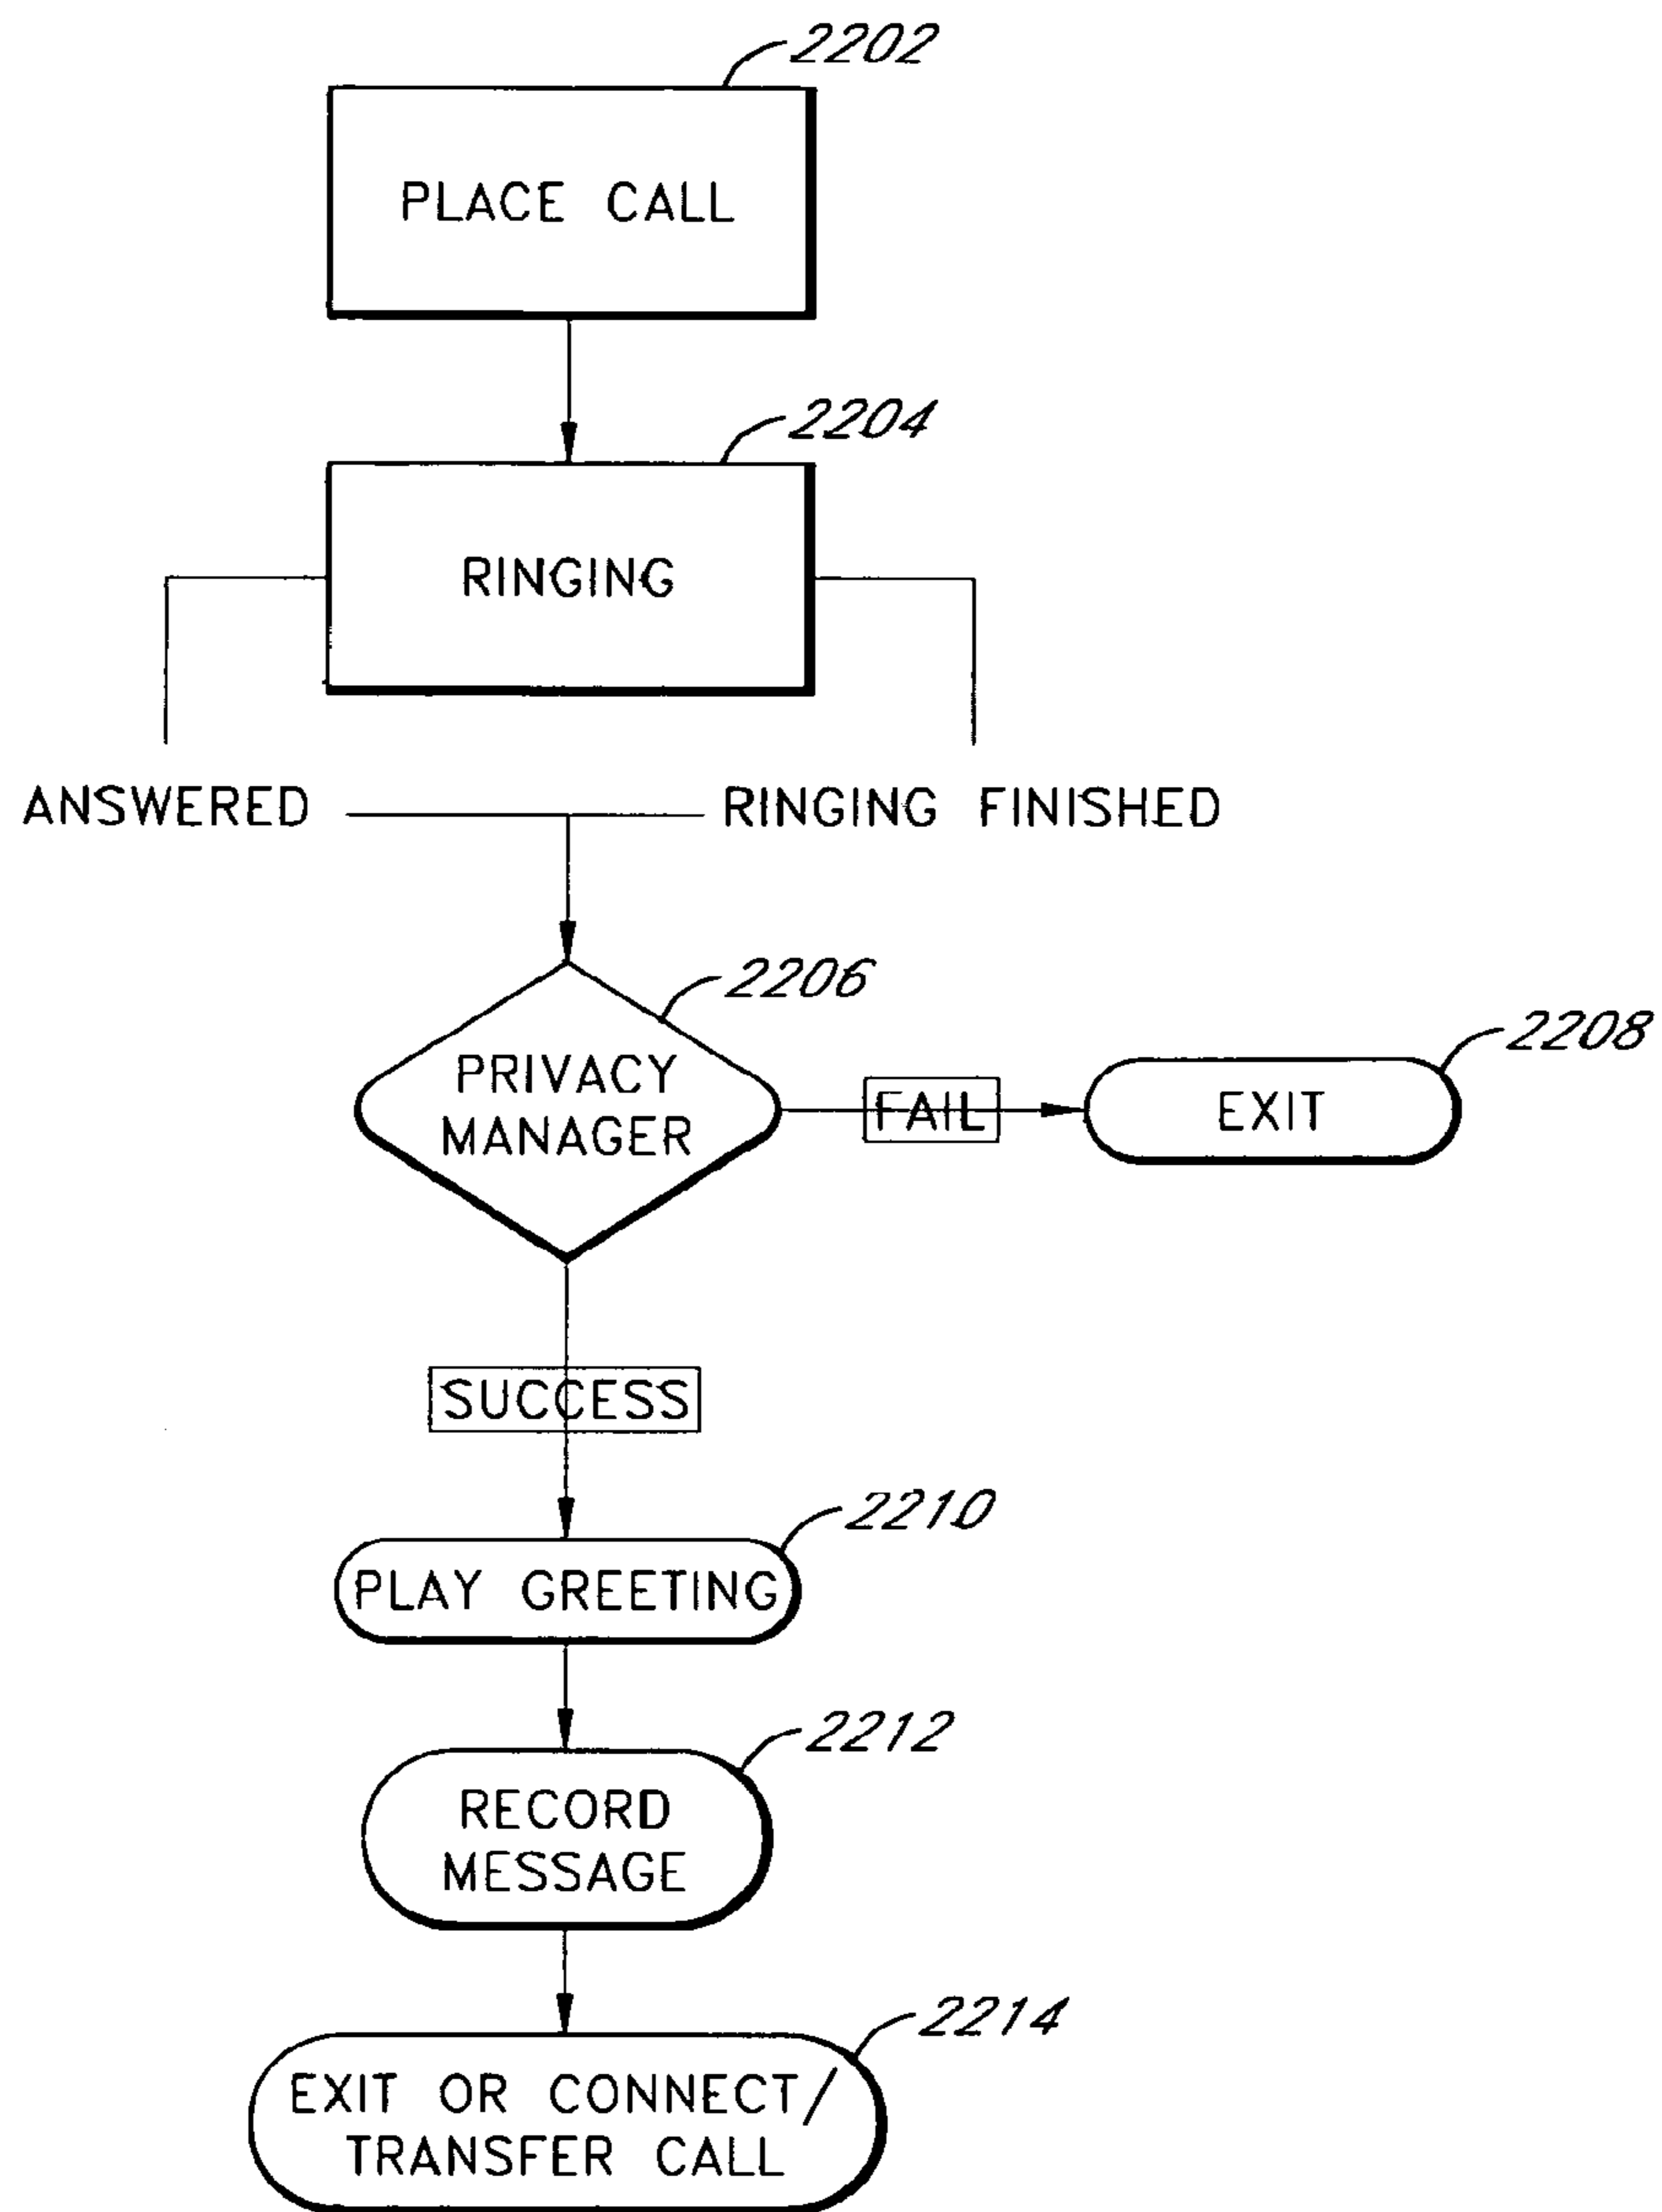 2202
PLACE CALL
2204
RINGING
ANSWERED
RINGING FINISHED
2206
PRIVACY
MANAGER
FAIL
2208
EXIT
SUCCESS
2210
PLAY GREETING
2212
RECORD
MESSAGE
2214
EXIT OR CONNECT/
TRANSFER CALL